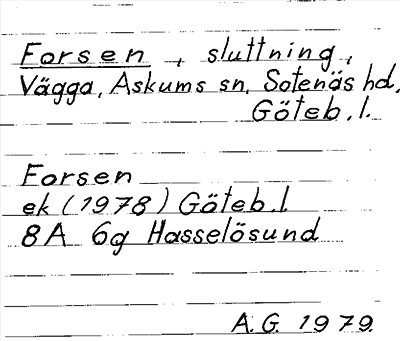 Forsen, sluttning,
Vägga, Askums sn, Sotenäs hd,
Göteb. l.
Forsen
ek (1978) Göteb. l
8A 6g Hasselösund
A. G. 1979.